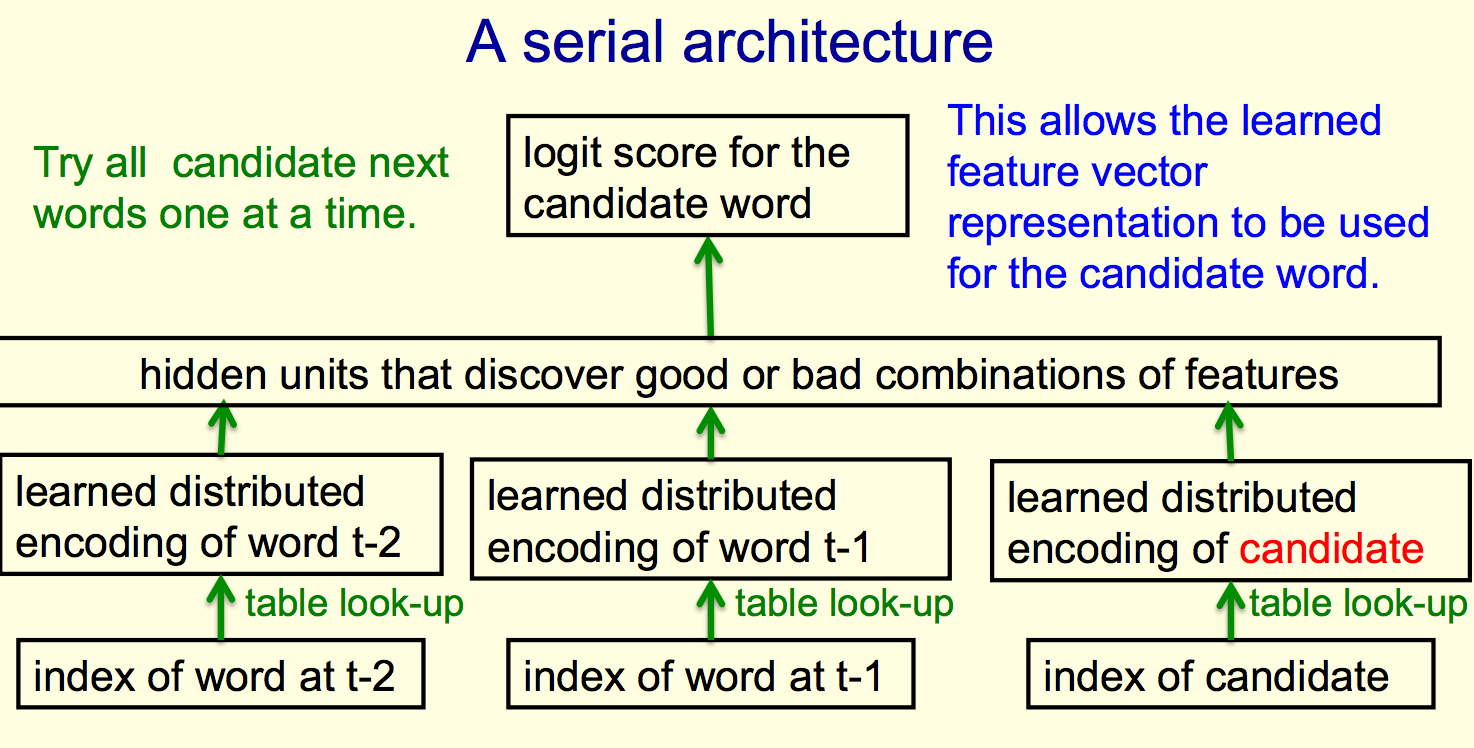 A serial architecture
Try all candidate next
words one at a time.
logit score for the
candidate word
This allows the learned
feature vector
representation to be used
for the candidate word.
hidden units that discover good or bad combinations of features
learned distributed
encoding of word t-2
learned distributed
encoding of word t-1
learned distributed
encoding of candidate
table look-up
table look-up
table look-up
index of word at t-2
index of word at t-1
index of candidate